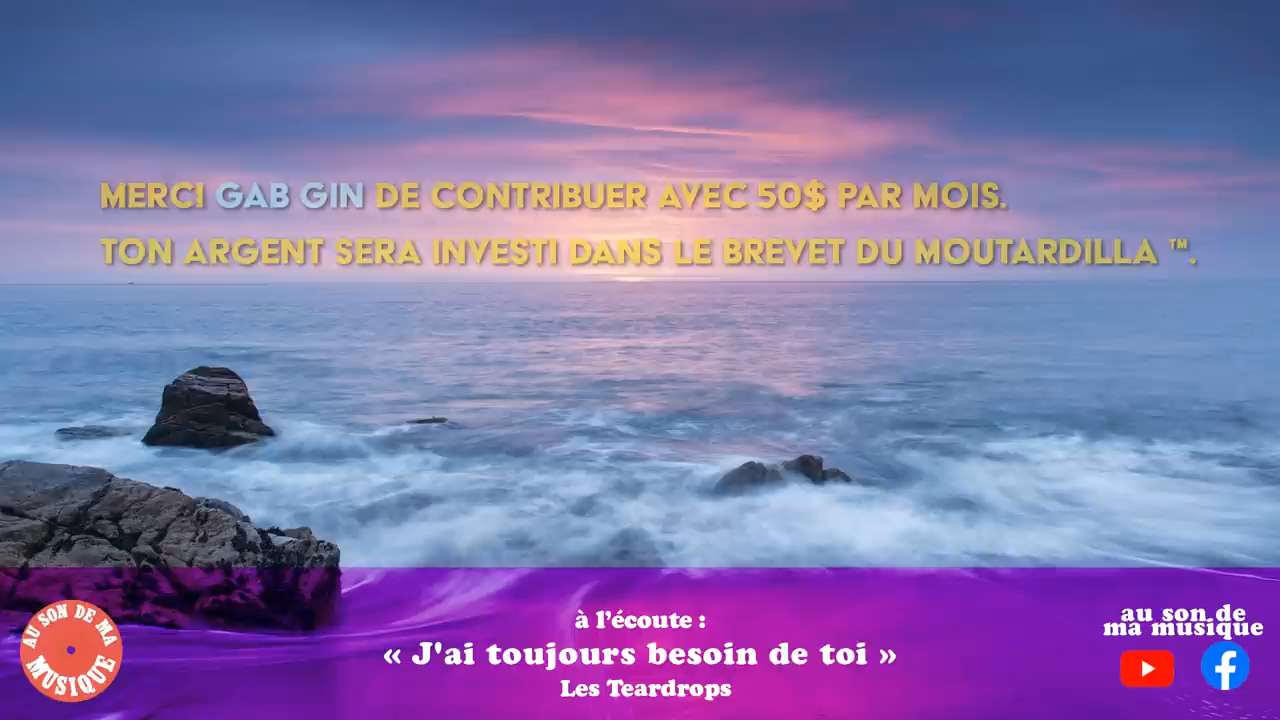 MERCI GAB GIN DE CONTRIBUER AVEC 50$ PAR MOIS.
TON ARGENT SERA INVESTI DANS LE BREVET DU MOUTARDILLA ™.
AU SON DE MA
MUSIQUE
à l'écoute :
« J'ai toujours besoin de toi »
Les Teardrops
au son de
ma musique